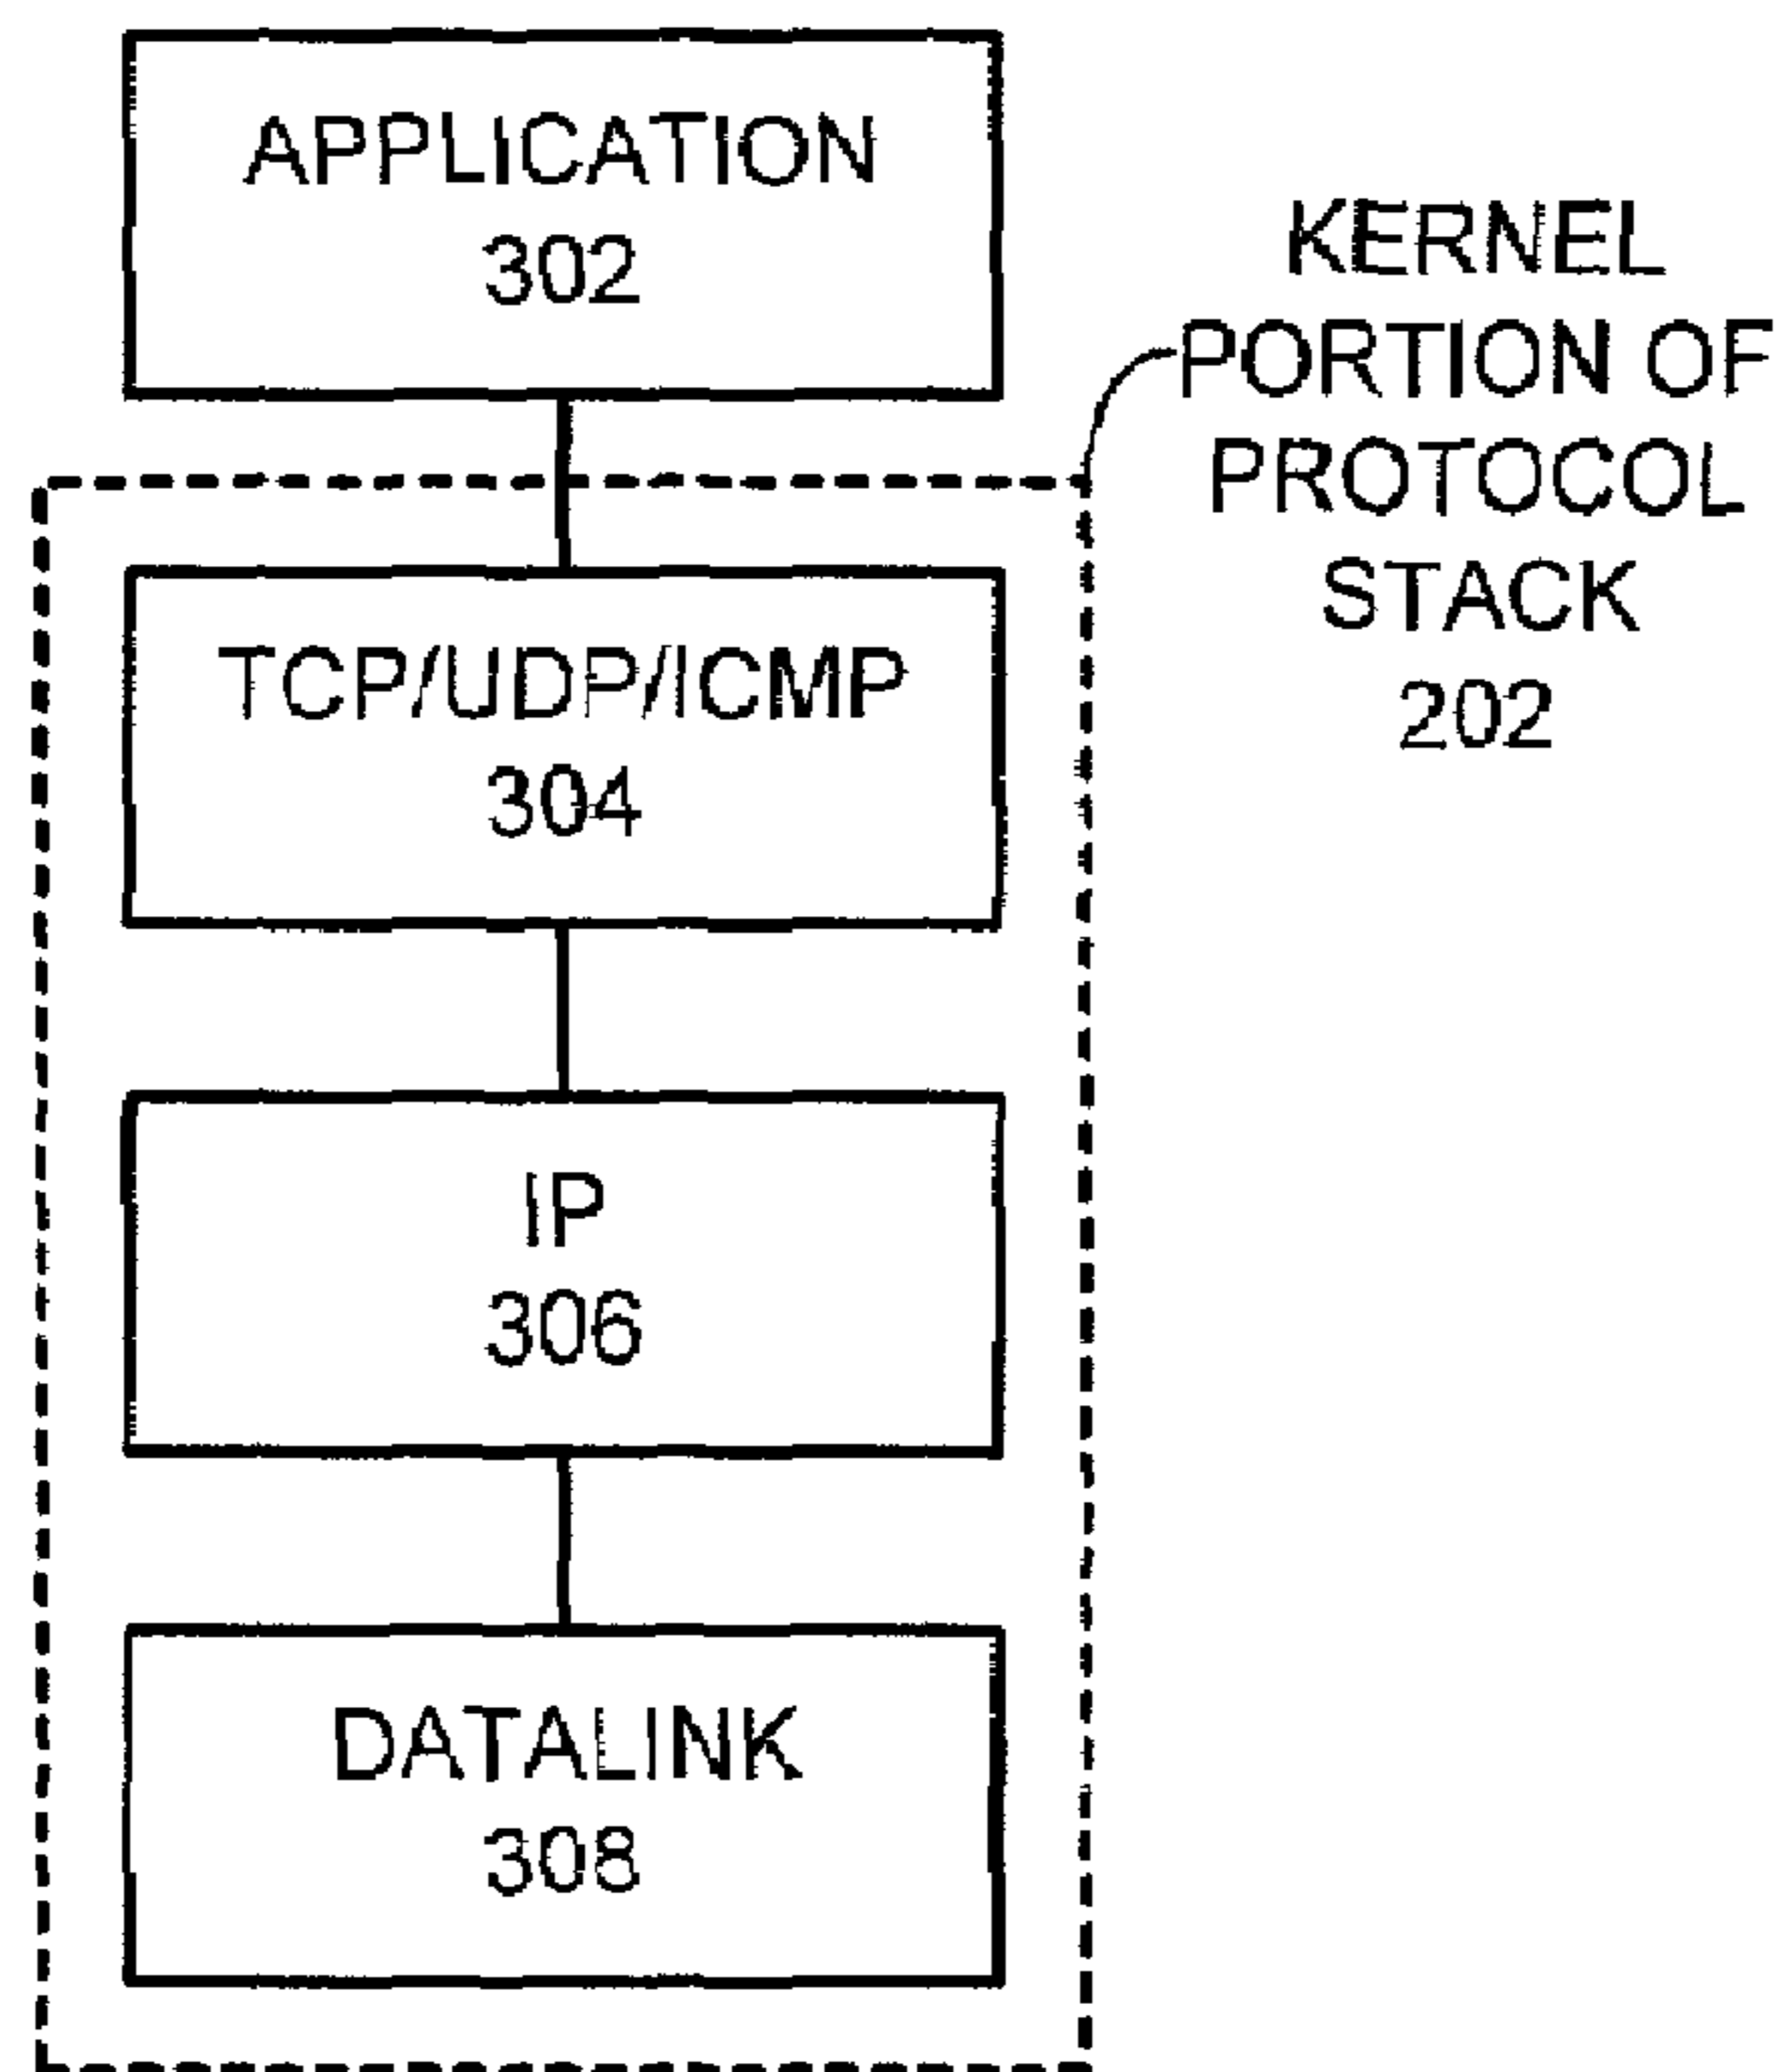 APPLICATION
302
KERNEL
PORTION OF
PROTOCOL
STACK
202
TCP/UDP/ICMP
304
IP
306
DATALINK
308